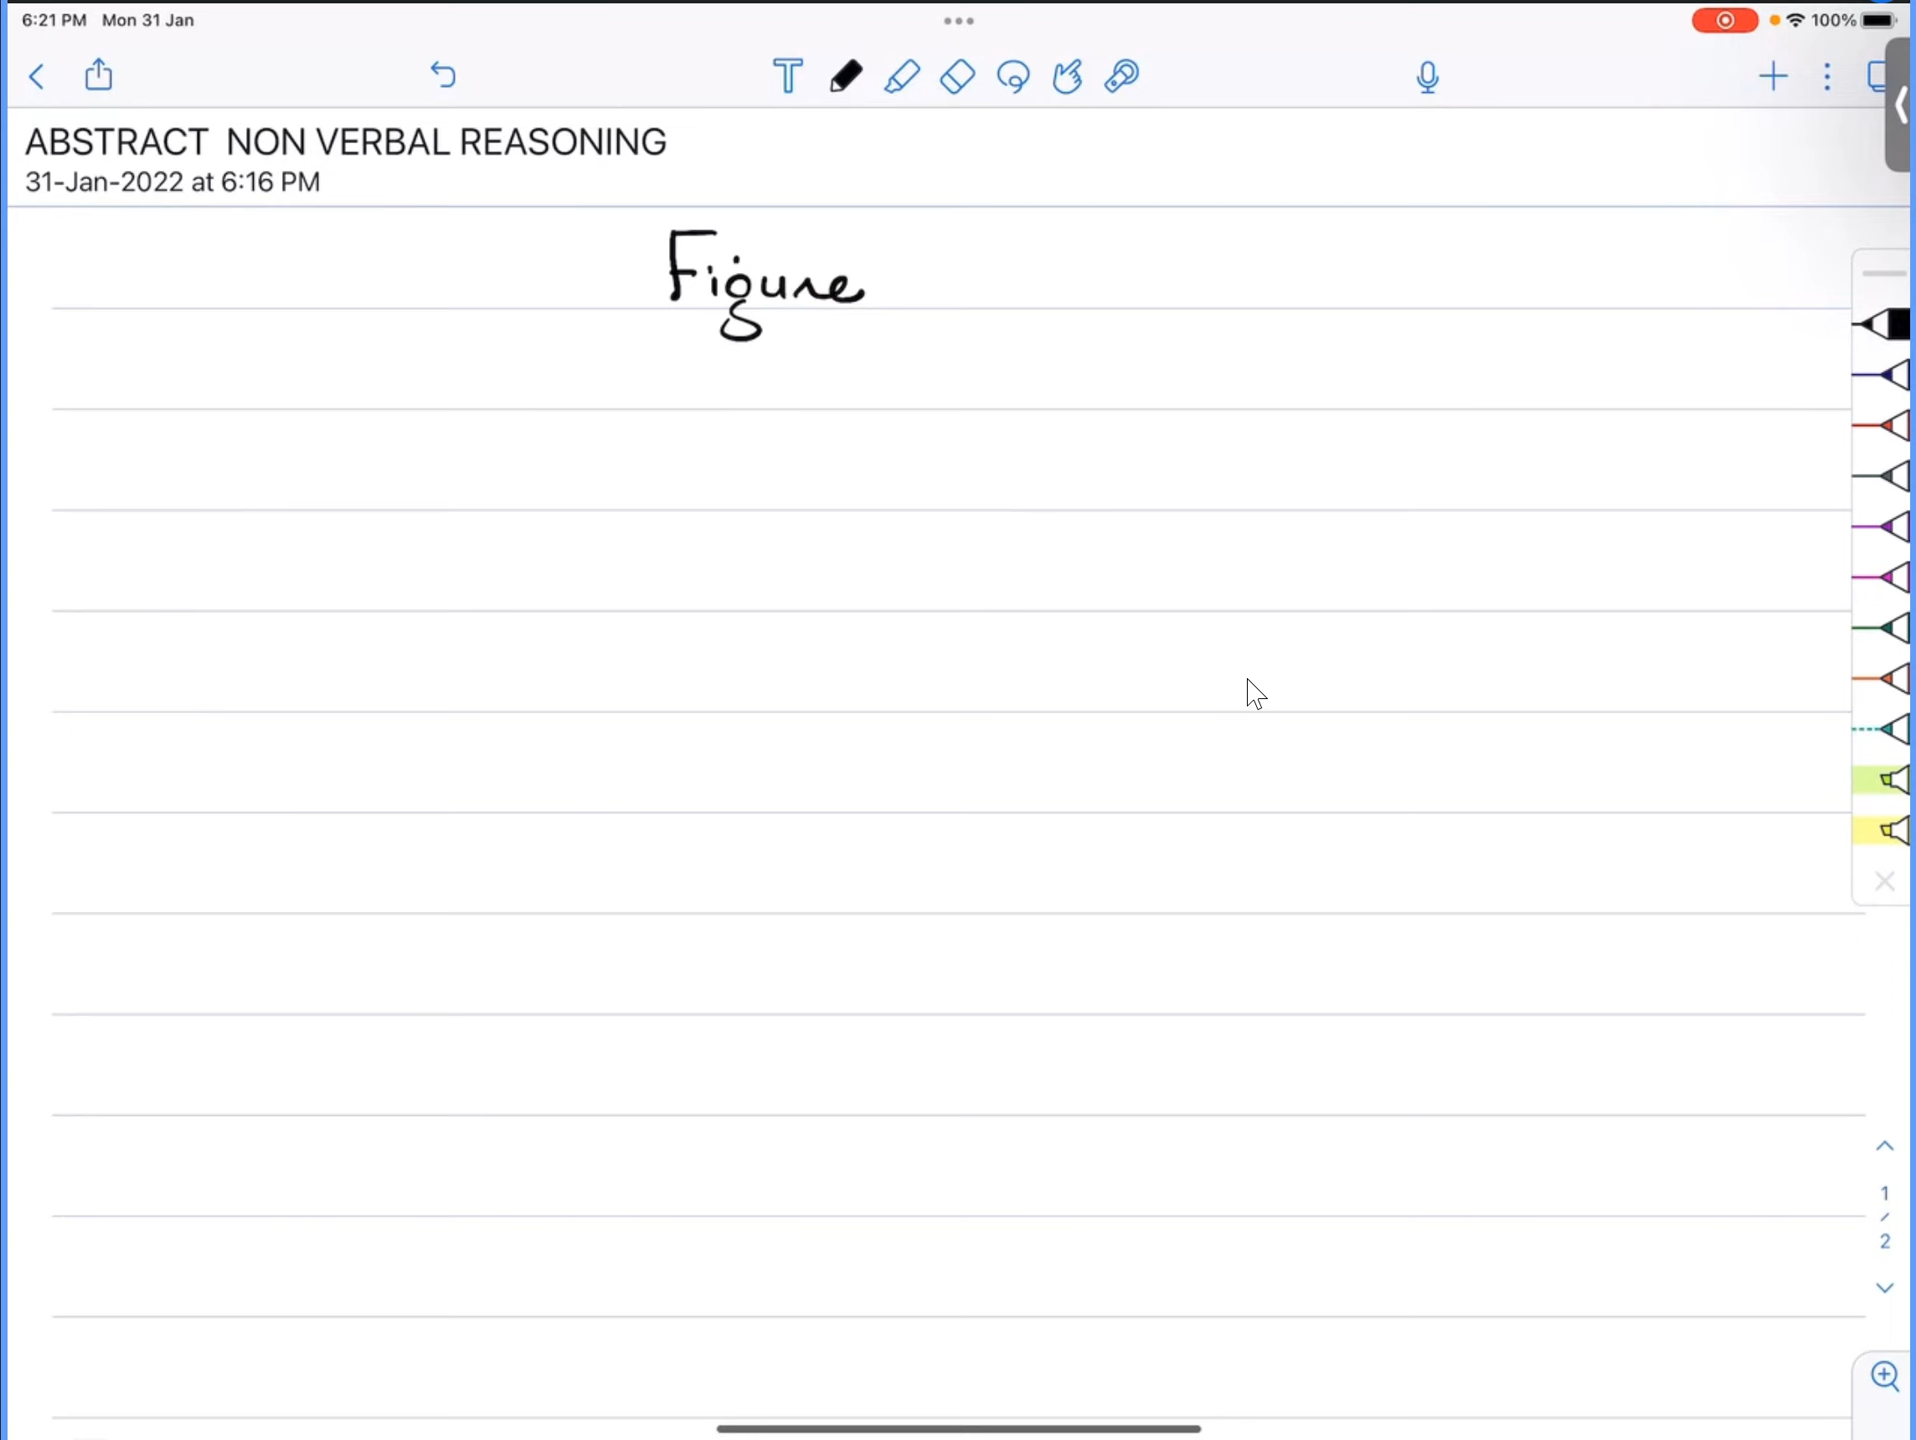 6:21 PM Mon 31 Jan
100%
T
ABSTRACT NON VERBAL REASONING
31-Jan-2022 at 6:16 PM
Figure
1
/
2